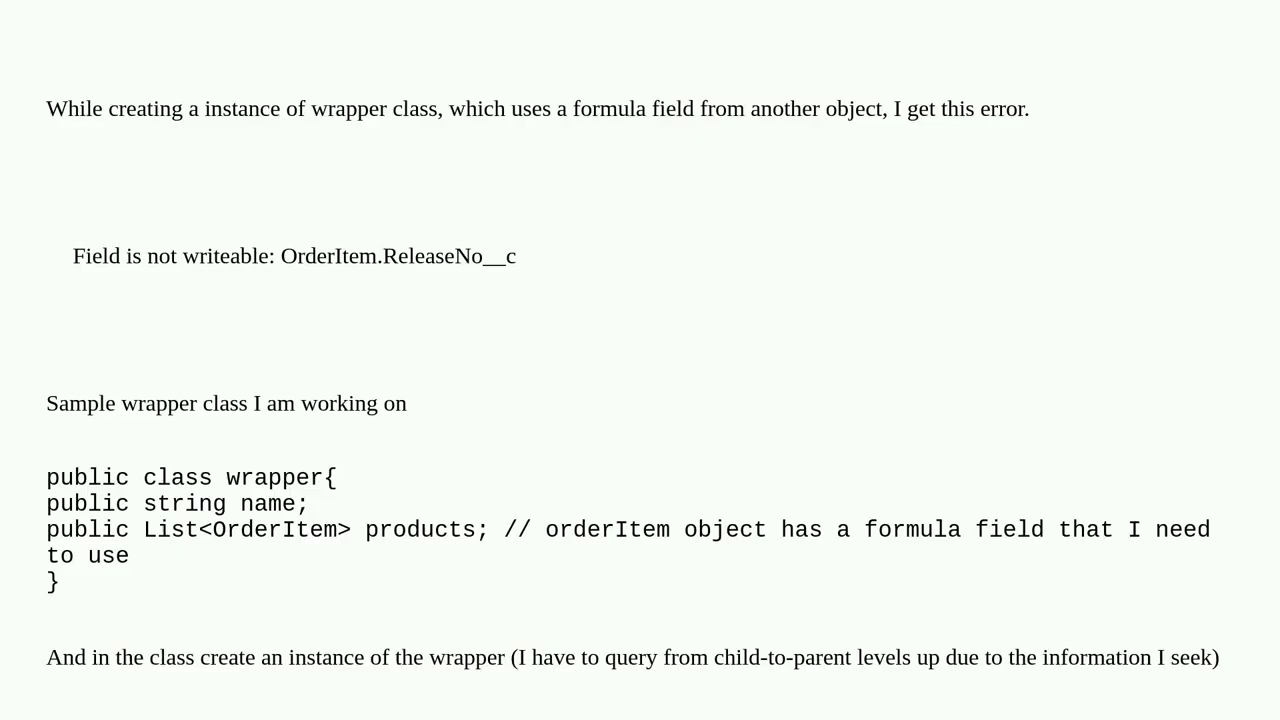 While creating a instance of wrapper class, which uses a formula field from another object, I get this error.
Field is not writeable: OrderItem.ReleaseNo__c
Sample wrapper class I am working on
public class wrapper{
public string name;
public List<OrderItem> products; // orderItem object has a formula field that I need
to use
}
And in the class create an instance of the wrapper (I have to query from child-to-parent levels up due to the information I seek)